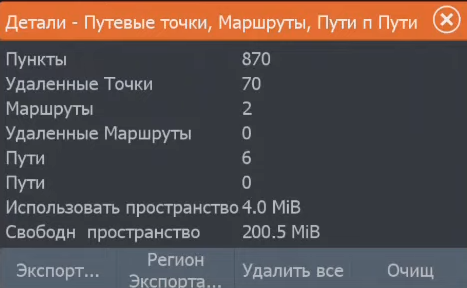 Детали - Путевые точки, Маршруты, Пути п Пути
Пункты 870
Удаленные Точки 70
Маршруты 2
Удаленные Маршруты 0
Пути 6
Пути 0
Использовать пространство 4.0 MiB
Свободн пространство 200.5 MiB
Экспорт... Регион Экспорта... Удалить все Очищ